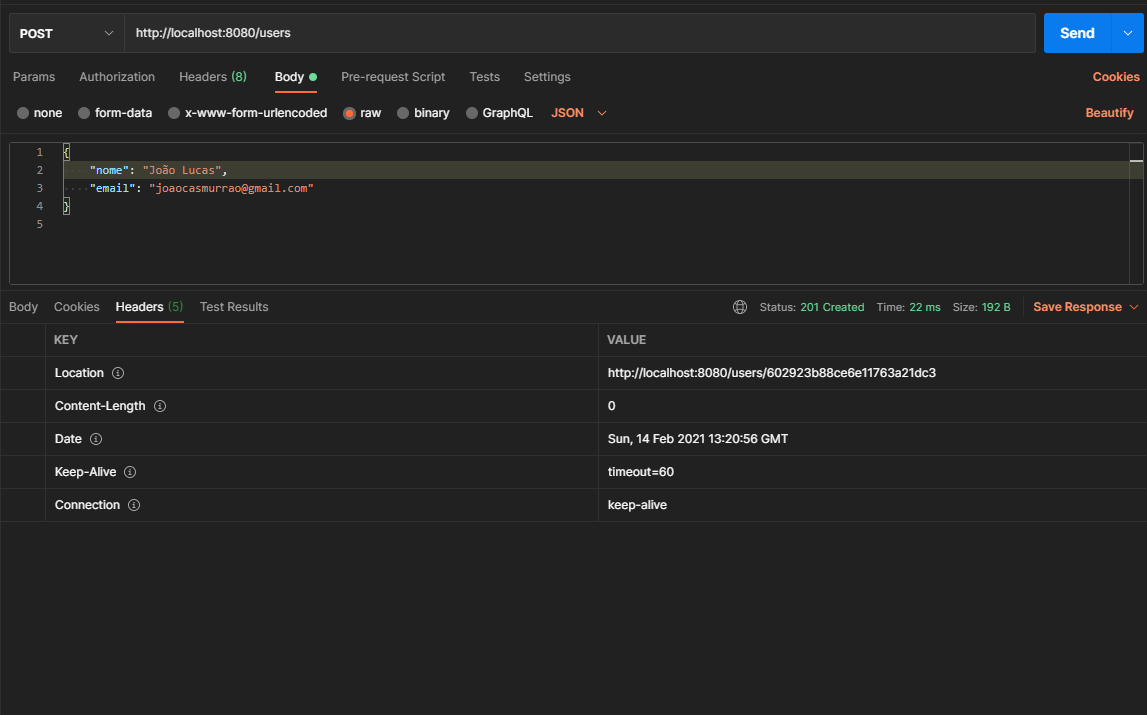 POST http://localhost:8080/users Send
Params Authorization Headers (8) Body Pre-request Script Tests Settings Cookies
none form-data x-www-form-urlencoded raw binary GraphQL JSON Beautify
1 {
2 "nome": "João Lucas",
3 "email": "joaocasmurrao@gmail.com"
4 }
5
Body Cookies Headers (5) Test Results Status: 201 Created Time: 22 ms Size: 192 B Save Response
KEY VALUE
Location http://localhost:8080/users/602923b88ce6e11763a21dc3
Content-Length 0
Date Sun, 14 Feb 2021 13:20:56 GMT
Keep-Alive timeout=60
Connection keep-alive